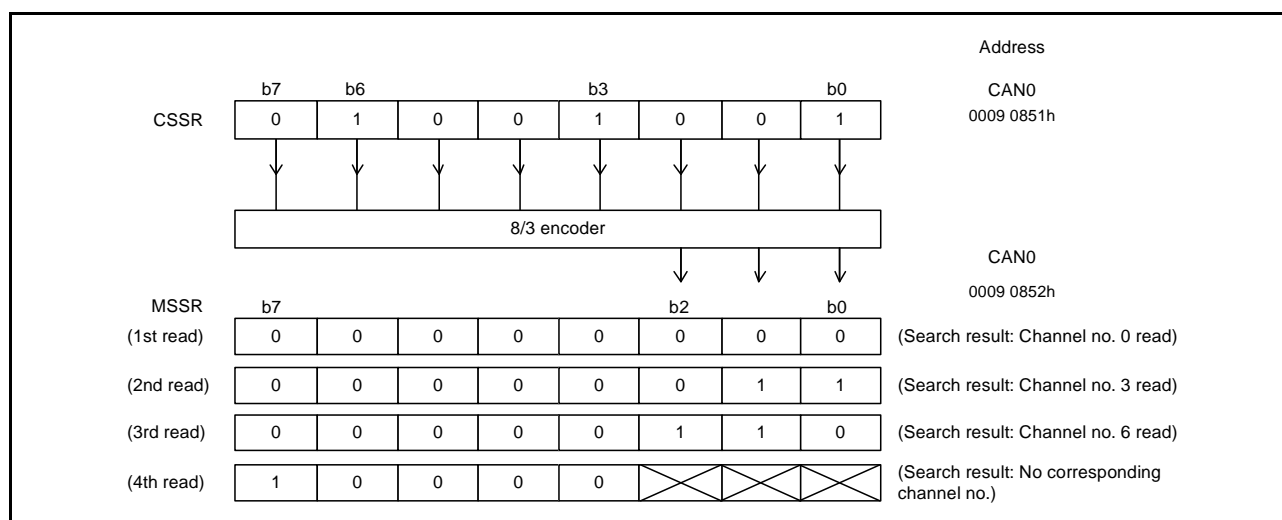 Address
b7 b6 b3 b0 CAN0
CSSR 0 1 0 0 1 0 0 1 0009 0851h
8/3 encoder
CAN0
0009 0852h
MSSR b7 b2 b0
(1st read) 0 0 0 0 0 0 0 0 (Search result: Channel no. 0 read)
(2nd read) 0 0 0 0 0 0 1 1 (Search result: Channel no. 3 read)
(3rd read) 0 0 0 0 0 1 1 0 (Search result: Channel no. 6 read)
(4th read) 1 0 0 0 0 (Search result: No corresponding
channel no.)